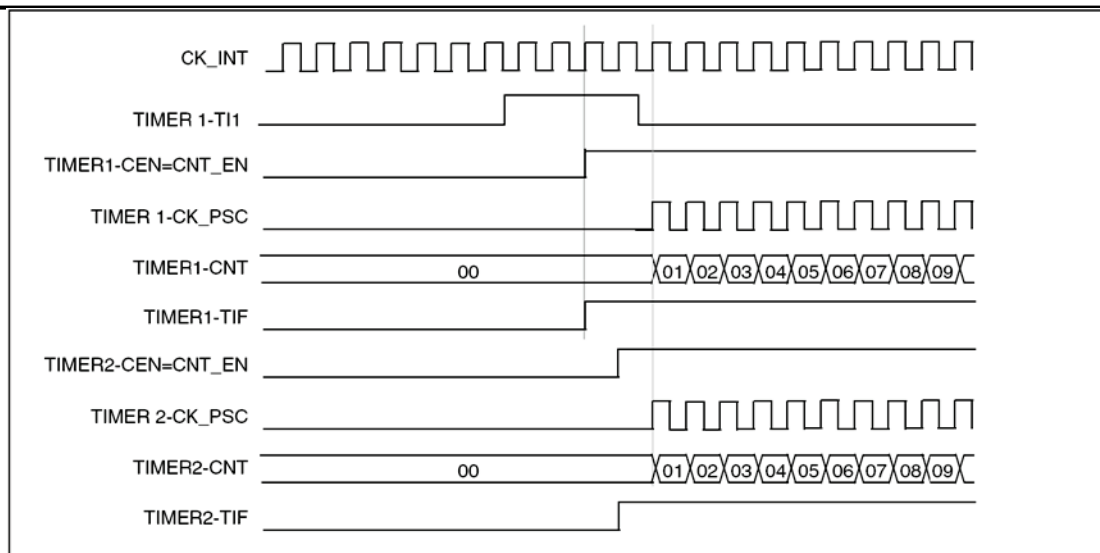 CK_INT
TIMER 1-TI1
TIMER1-CEN=CNT_EN
TIMER 1-CK_PSC
TIMER1-CNT 00 01 02 03 04 05 06 07 08 09
TIMER1-TIF
TIMER2-CEN=CNT_EN
TIMER 2-CK_PSC
TIMER2-CNT 00 01 02 03 04 05 06 07 08 09
TIMER2-TIF